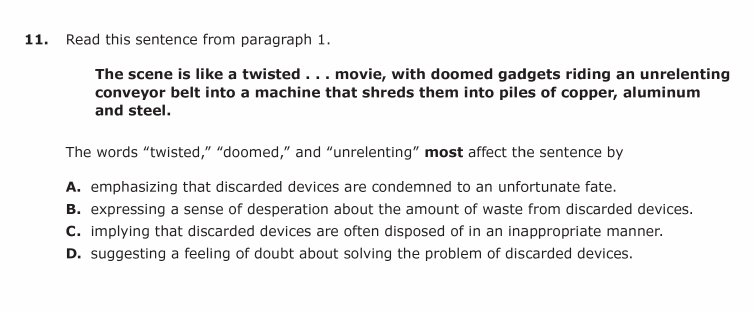 11. Read this sentence from paragraph 1.
The scene is like a twisted . . . movie, with doomed gadgets riding an unrelenting
conveyor belt into a machine that shreds them into piles of copper, aluminum
and steel.
The words “twisted,” “doomed,” and “unrelenting” most affect the sentence by
A. emphasizing that discarded devices are condemned to an unfortunate fate.
B. expressing a sense of desperation about the amount of waste from discarded devices.
C. implying that discarded devices are often disposed of in an inappropriate manner.
D. suggesting a feeling of doubt about solving the problem of discarded devices.